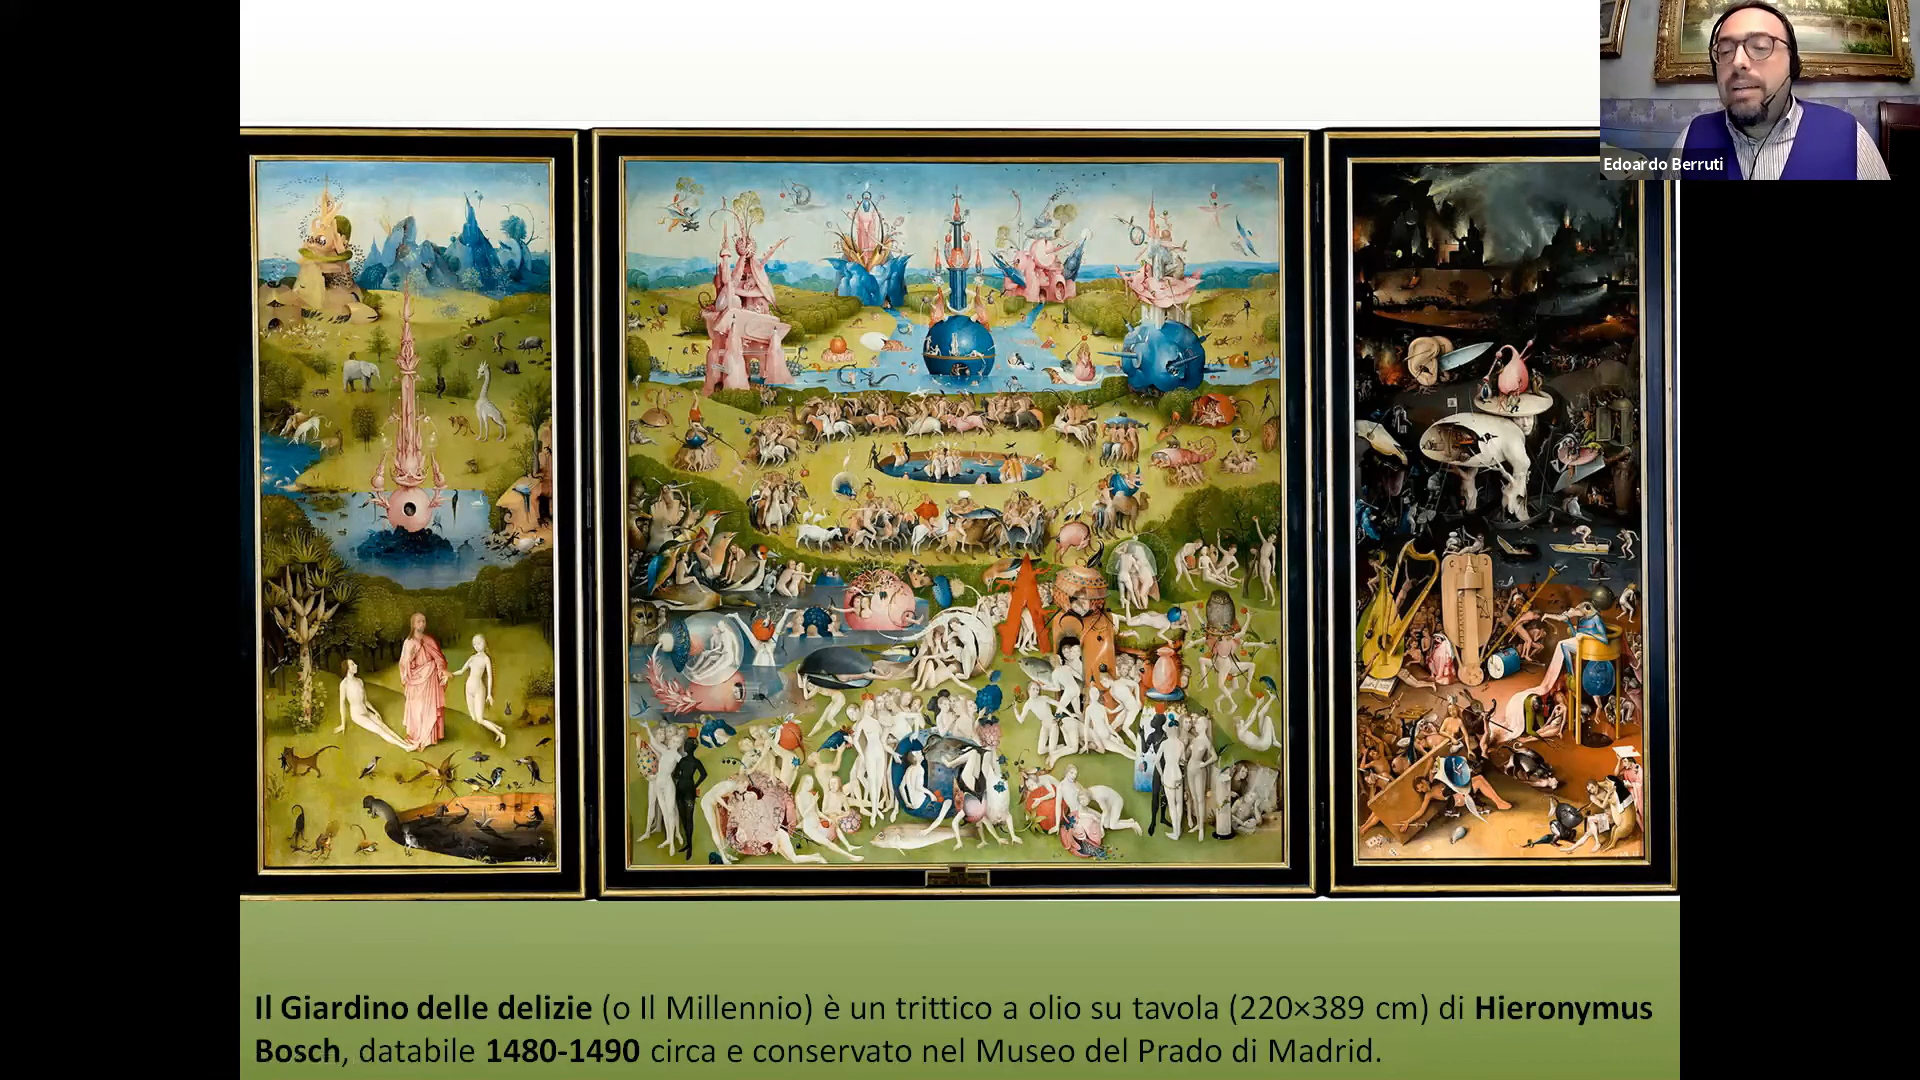 Edoardo Berruti
Il Giardino delle delizie (o Il Millennio) è un trittico a olio su tavola (220×389 cm) di Hieronymus
Bosch, databile 1480-1490 circa e conservato nel Museo del Prado di Madrid.